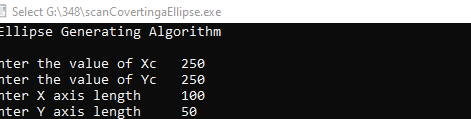 Select G:\348\scanCovertingaEllipse.exe
Ellipse Generating Algorithm
nter the value of Xc 250
nter the value of Yc 250
nter X axis length 100
nter Y axis length 50